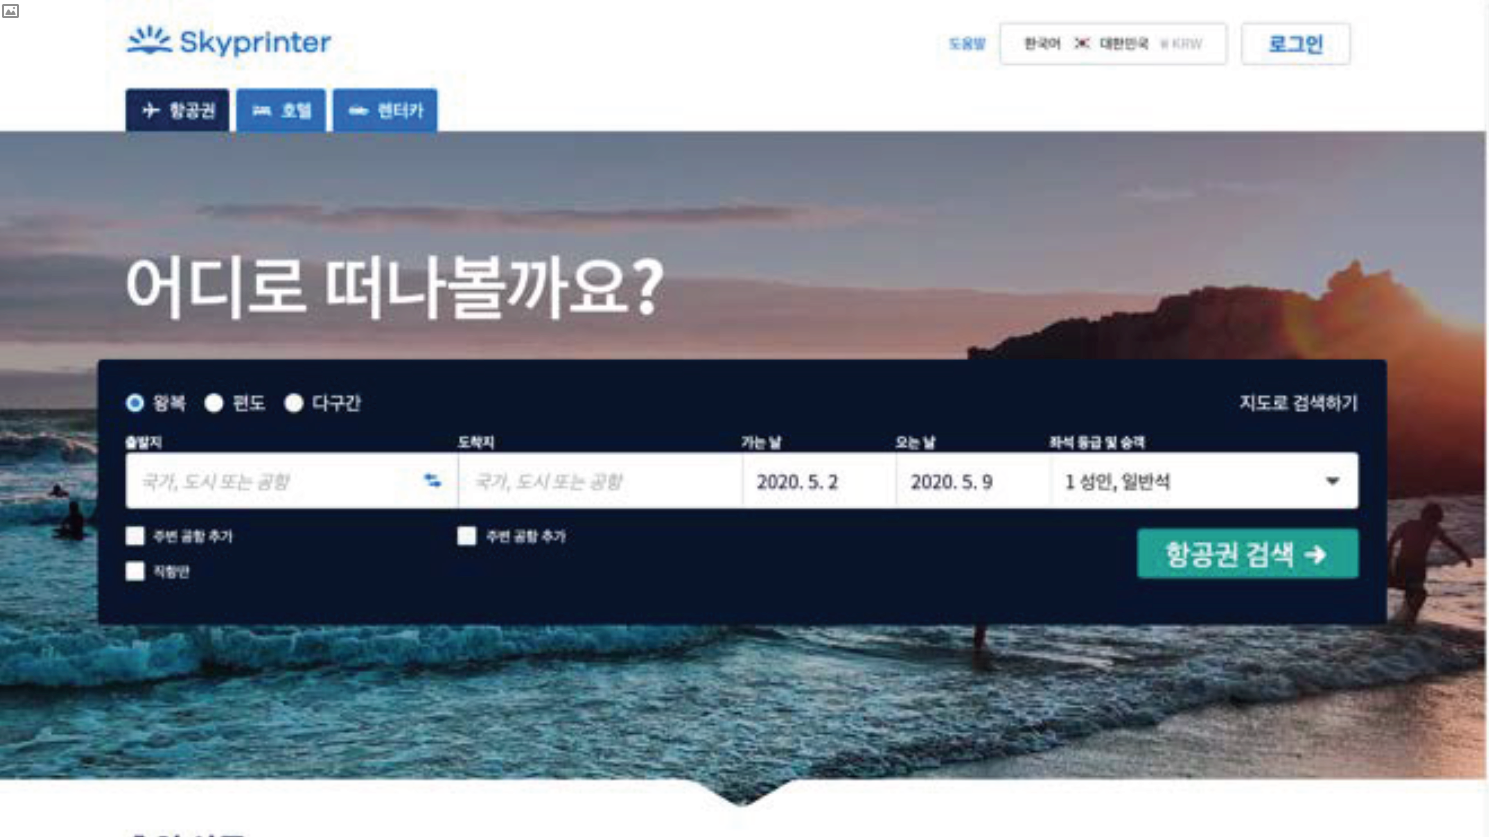 Skyprinter
도움말
한국어 대한민국 ₩ KRW
로그인
항공권
호텔
렌터카
어디로 떠나볼까요?
왕복
편도
다구간
지도로 검색하기
출발지
도착지
가는 날
오는 날
좌석 등급 및 승객
국가, 도시 또는 공항
국가, 도시 또는 공항
2020. 5. 2
2020. 5. 9
1 성인, 일반석
주변 공항 추가
주변 공항 추가
직항만
항공권 검색